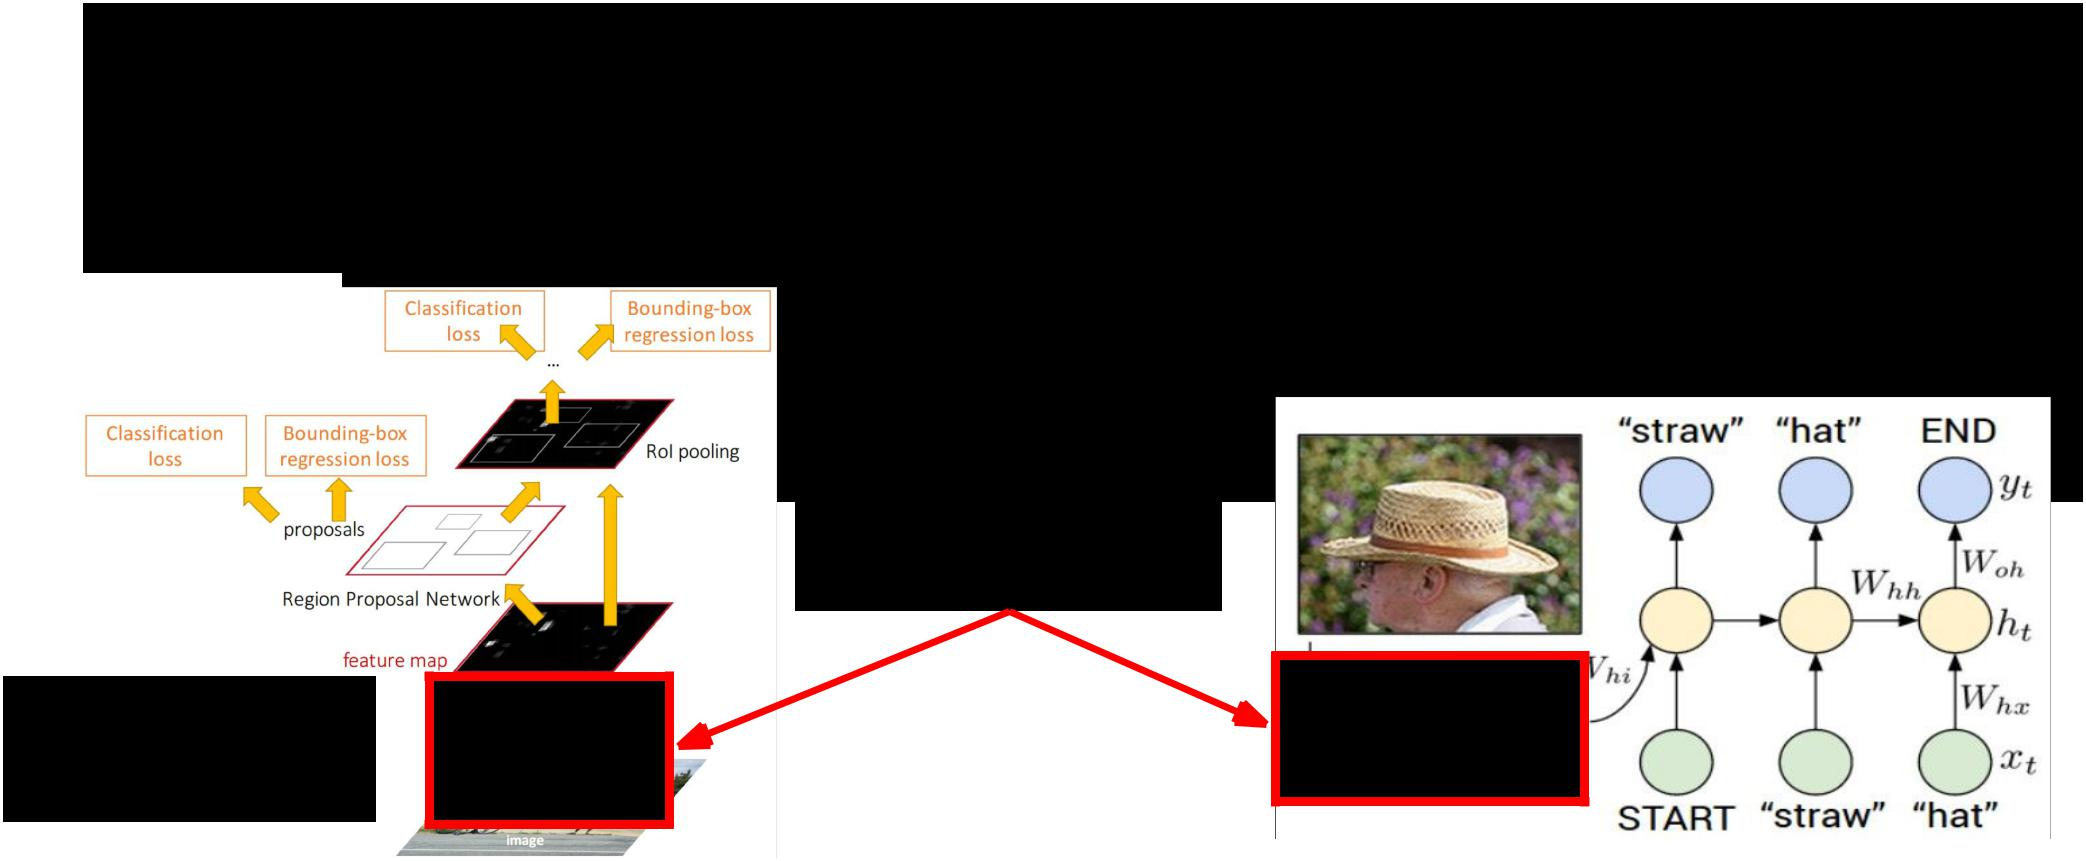 Classification
loss
Bounding-box
regression loss
...
Classification
loss
Bounding-box
regression loss
RoI pooling
proposals
Region Proposal Network
feature map
image
"straw" "hat" END
y_t
W_oh
W_hh
h_t
W_hi
W_hx
x_t
START "straw" "hat"